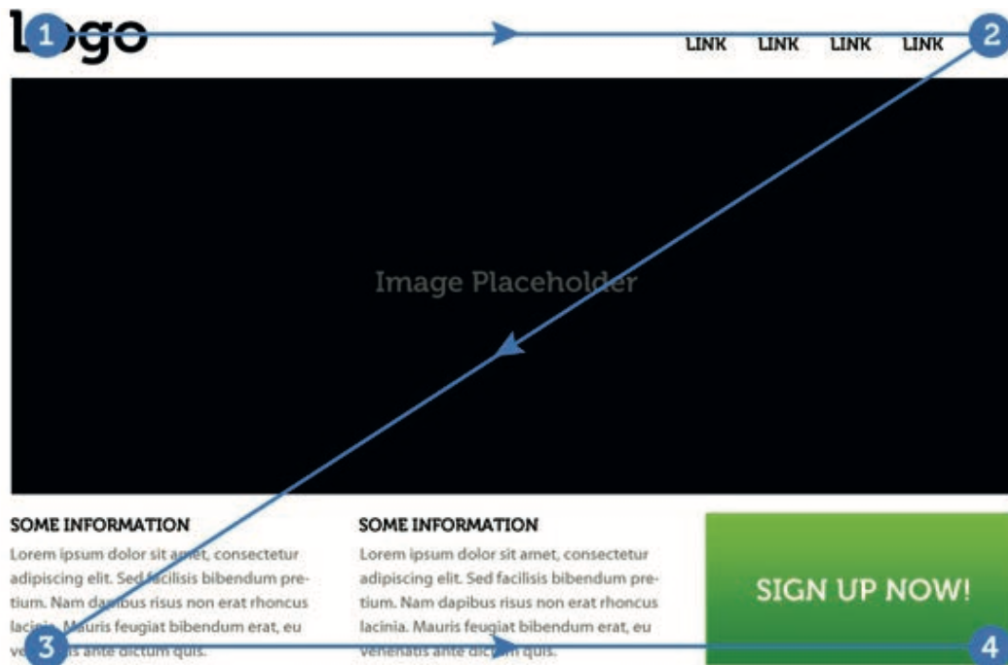 Logo
1
2
LINK LINK LINK LINK
Image Placeholder
SOME INFORMATION
Lorem ipsum dolor sit amet, consectetur
adipiscing elit. Sed facilisis bibendum pre-
tium. Nam dapibus risus non erat rhoncus
lacinia. Mauris feugiat bibendum erat, eu
venenatis ante dictum quis.
SOME INFORMATION
Lorem ipsum dolor sit amet, consectetur
adipiscing elit. Sed facilisis bibendum pre-
tium. Nam dapibus risus non erat rhoncus
lacinia. Mauris feugiat bibendum erat, eu
venenatis ante dictum quis.
SIGN UP NOW!
3
4